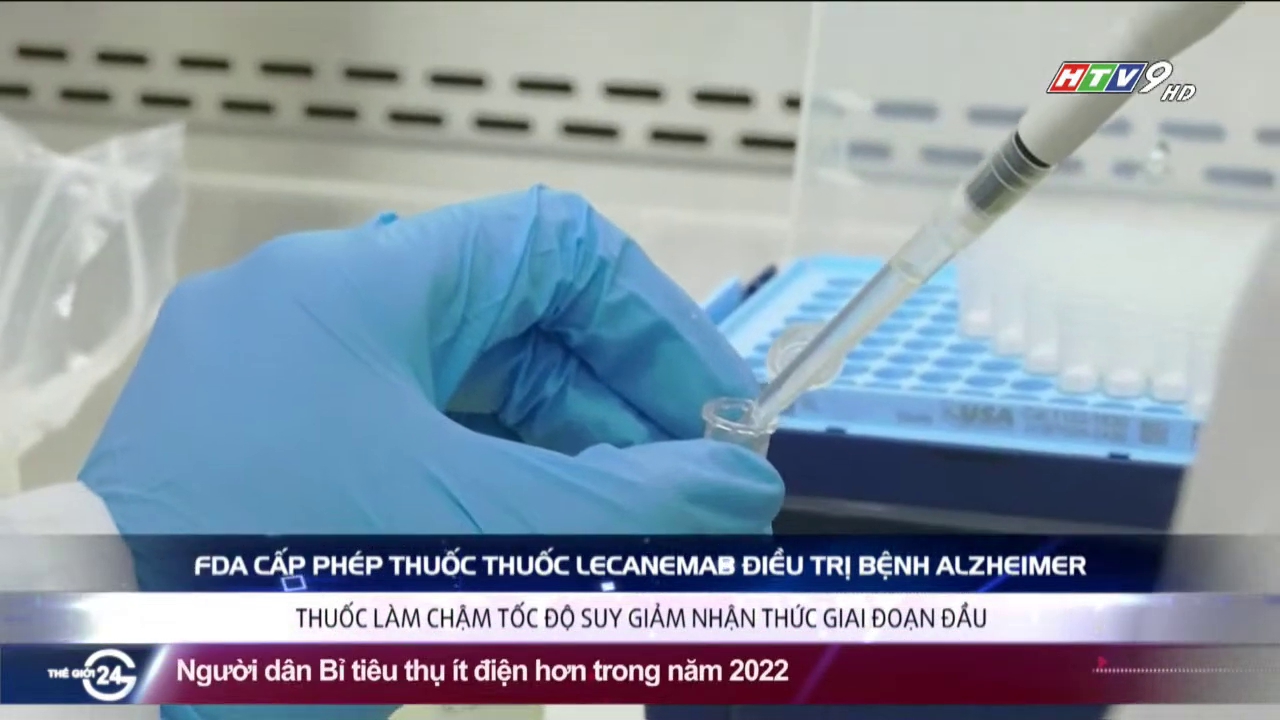 HTV9
HD
USA
FDA CẤP PHÉP THUỐC THUỐC LECANEMAB ĐIỀU TRỊ BỆNH ALZHEIMER
THUỐC LÀM CHẬM TỐC ĐỘ SUY GIẢM NHẬN THỨC GIAI ĐOẠN ĐẦU
THẾ GIỚI 24G
Người dân Bỉ tiêu thụ ít điện hơn trong năm 2022